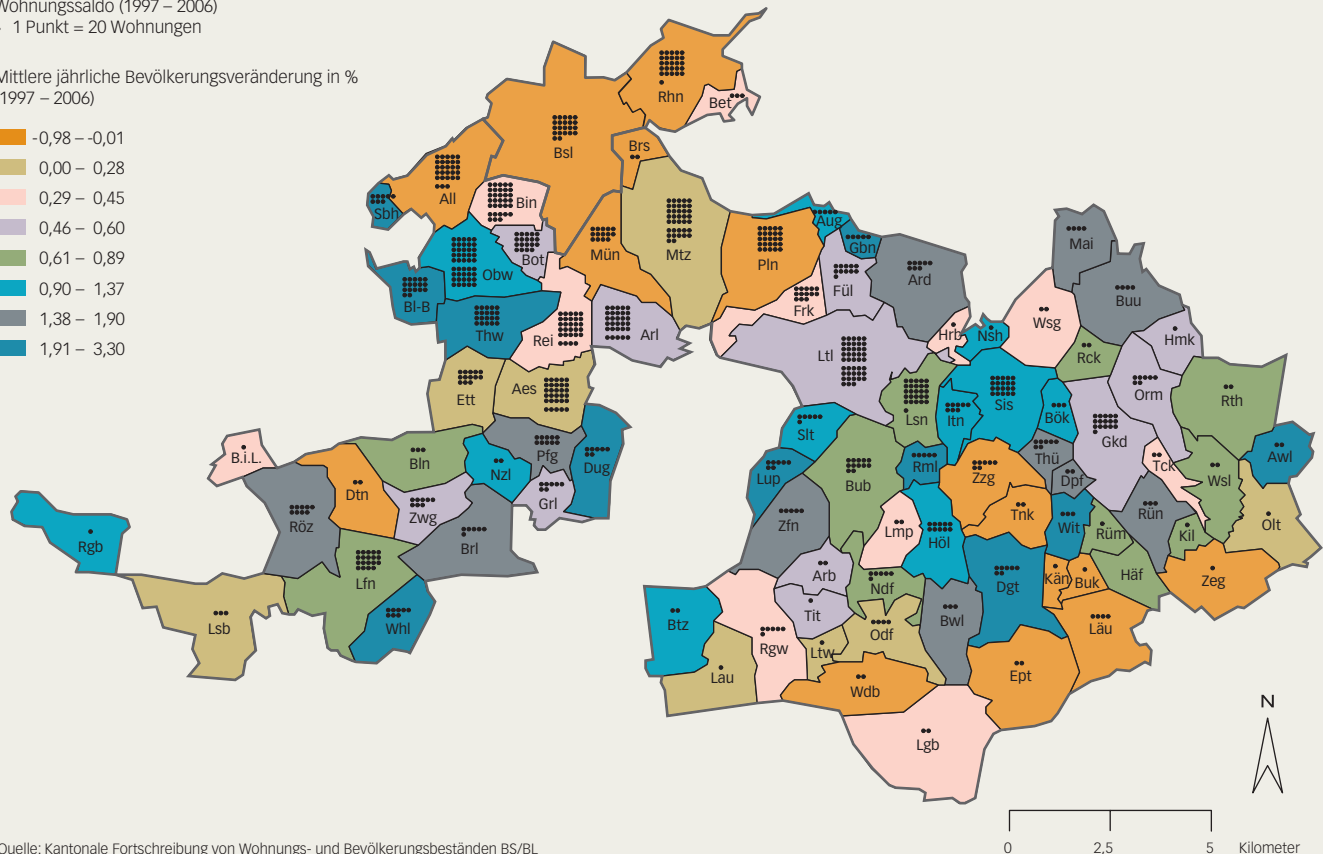 Wohnungssaldo (1997 – 2006)
1 Punkt = 20 Wohnungen
Mittlere jährliche Bevölkerungsveränderung in %
(1997 – 2006)
-0,98 – -0,01
0,00 – 0,28
0,29 – 0,45
0,46 – 0,60
0,61 – 0,89
0,90 – 1,37
1,38 – 1,90
1,91 – 3,30
Rhn
Bet
Bsl
Brs
All
Bin
Sbh
Bot
Mün
Mtz
Pln
Aug
Gbn
Mai
Obw
Bl-B
Fül
Ard
Buu
Frk
Thw
Rei
Arl
Ltl
Hrb
Nsh
Wsg
Hmk
Rck
Ett
Aes
Lsn
Itn
Sis
Bök
Orm
Rth
Gkd
Slt
B.i.L.
Bln
Pfg
Dug
Nzl
Lup
Bub
Rml
Zzg
Thü
Dpf
Tck
Wsl
Awl
Dtn
Zwg
Grl
Röz
Brl
Rgb
Zfn
Lmp
Höl
Tnk
Wit
Rüm
Rün
Kil
Olt
Lfn
Arb
Ndf
Dgt
Kän
Buk
Häf
Zeg
Lsb
Whl
Btz
Tit
Odf
Bwl
Läu
Rgw
Ltw
Lau
Wdb
Ept
Lgb
N
0
2,5
5
Kilometer
Quelle: Kantonale Fortschreibung von Wohnungs- und Bevölkerungsbeständen BS/BL